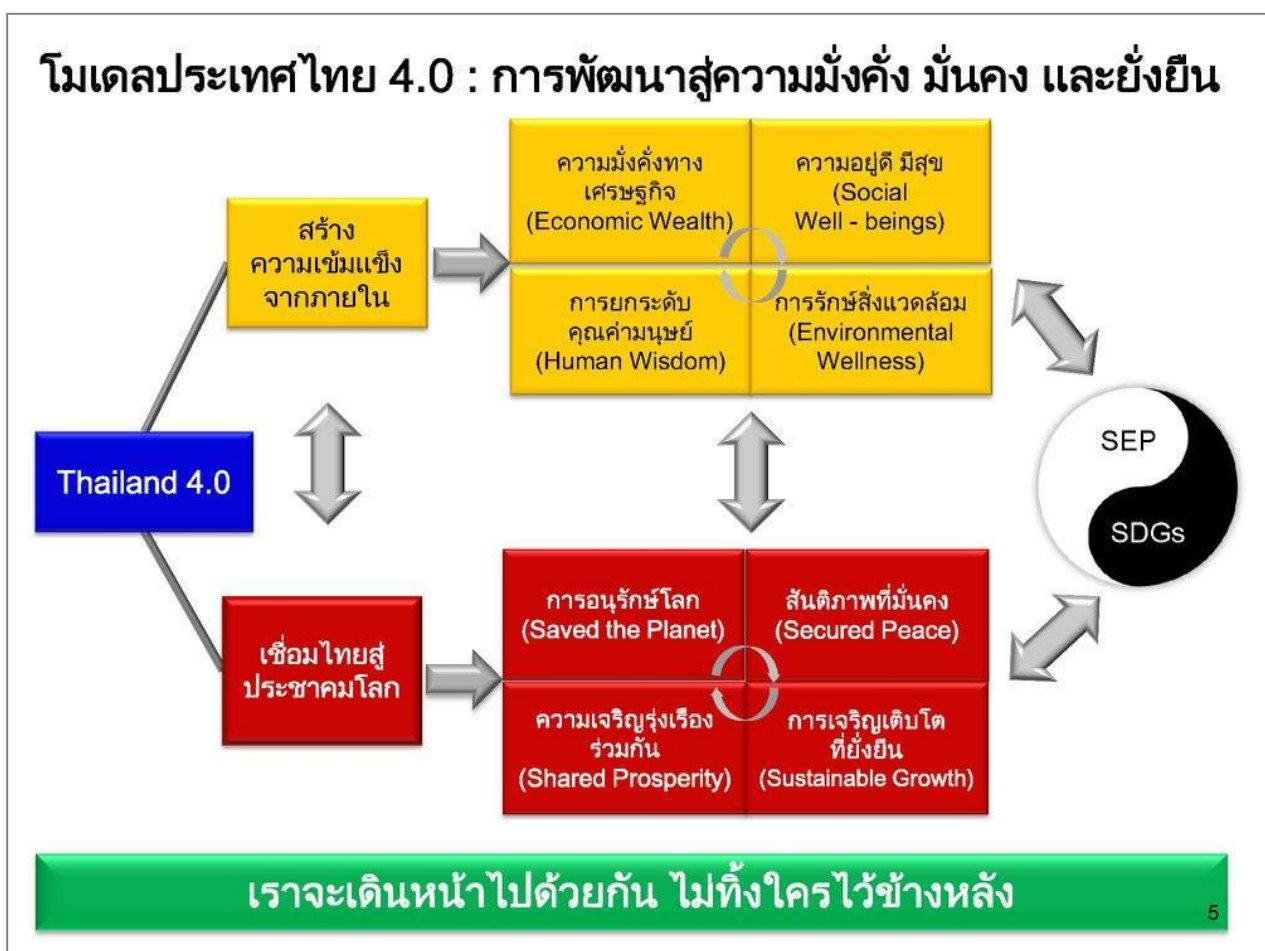 โมเดลประเทศไทย 4.0 : การพัฒนาสู่ความมั่งคั่ง มั่นคง และยั่งยืน
ความมั่งคั่งทาง
เศรษฐกิจ
(Economic Wealth)
ความอยู่ดี มีสุข
(Social
Well - beings)
สร้าง
ความเข้มแข็ง
จากภายใน
การยกระดับ
คุณค่ามนุษย์
(Human Wisdom)
การรักษ์สิ่งแวดล้อม
(Environmental
Wellness)
Thailand 4.0
SEP
SDGs
การอนุรักษ์โลก
(Saved the Planet)
สันติภาพที่มั่นคง
(Secured Peace)
เชื่อมไทยสู่
ประชาคมโลก
ความเจริญรุ่งเรือง
ร่วมกัน
(Shared Prosperity)
การเจริญเติบโต
ที่ยั่งยืน
(Sustainable Growth)
เราจะเดินหน้าไปด้วยกัน ไม่ทิ้งใครไว้ข้างหลัง
5